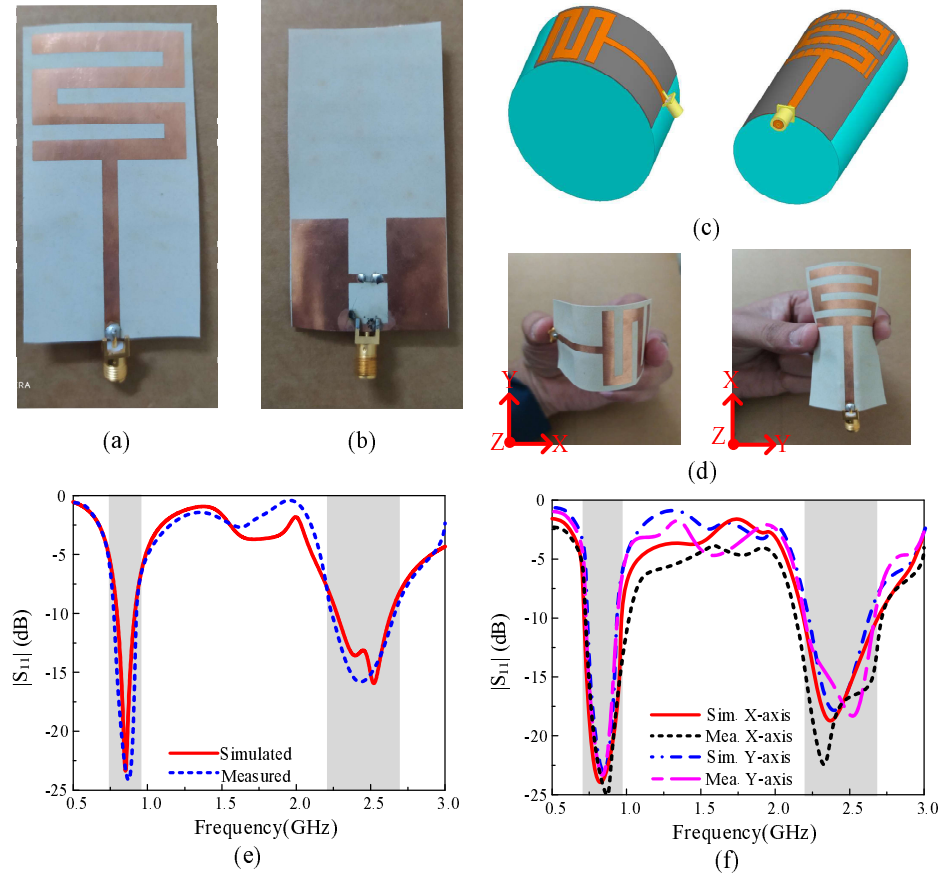 RA
(a)
(b)
(c)
Y
Z
X
X
Z
Y
(d)
0
-5
-10
-15
-20
-25
|S₁₁| (dB)
Simulated
Measured
0.5
1.0
1.5
2.0
2.5
3.0
Frequency(GHz)
(e)
0
-5
-10
-15
-20
-25
|S₁₁| (dB)
Sim. X-axis
Mea. X-axis
Sim. Y-axis
Mea. Y-axis
0.5
1.0
1.5
2.0
2.5
3.0
Frequency(GHz)
(f)